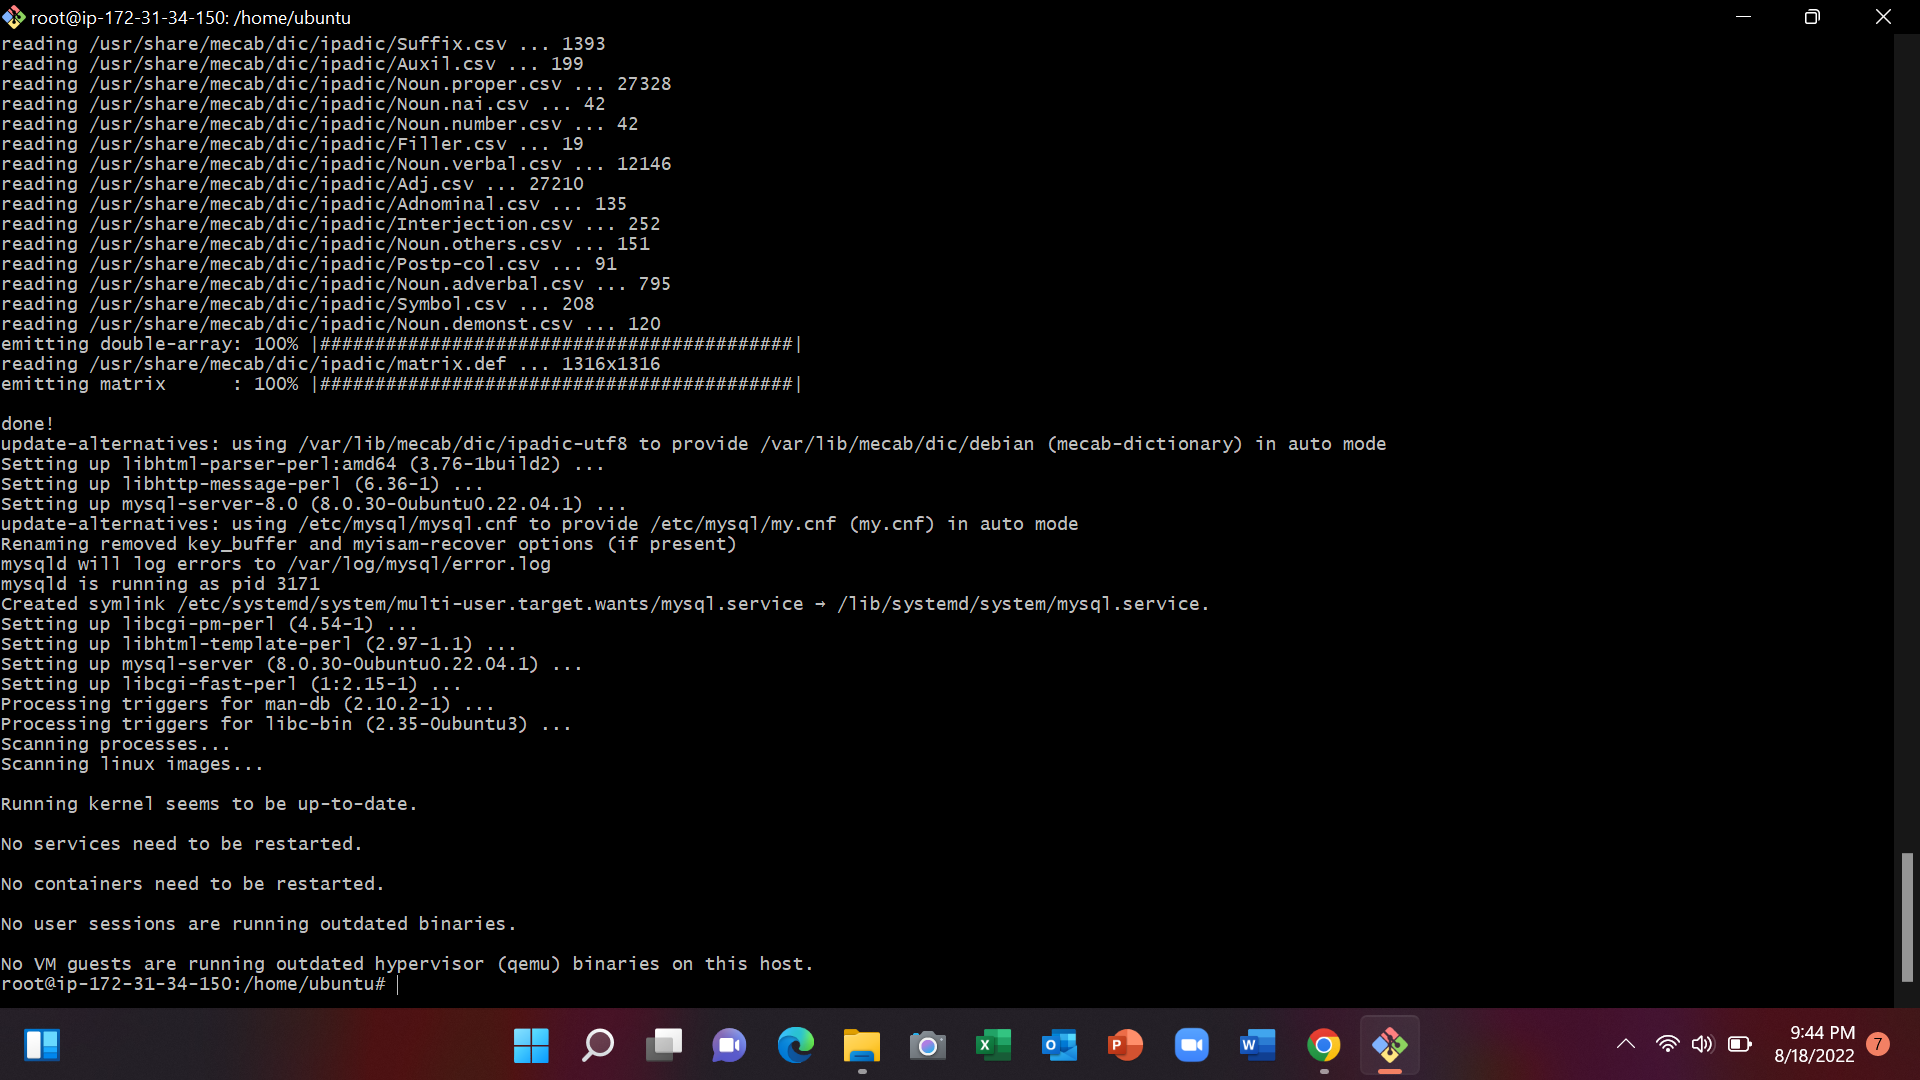 root@ip-172-31-34-150: /home/ubuntu
reading /usr/share/mecab/dic/ipadic/Suffix.csv ... 1393
reading /usr/share/mecab/dic/ipadic/Auxil.csv ... 199
reading /usr/share/mecab/dic/ipadic/Noun.proper.csv ... 27328
reading /usr/share/mecab/dic/ipadic/Noun.nai.csv ... 42
reading /usr/share/mecab/dic/ipadic/Noun.number.csv ... 42
reading /usr/share/mecab/dic/ipadic/Filler.csv ... 19
reading /usr/share/mecab/dic/ipadic/Noun.verbal.csv ... 12146
reading /usr/share/mecab/dic/ipadic/Adj.csv ... 27210
reading /usr/share/mecab/dic/ipadic/Adnominal.csv ... 135
reading /usr/share/mecab/dic/ipadic/Interjection.csv ... 252
reading /usr/share/mecab/dic/ipadic/Noun.others.csv ... 151
reading /usr/share/mecab/dic/ipadic/Postp-col.csv ... 91
reading /usr/share/mecab/dic/ipadic/Noun.adverbal.csv ... 795
reading /usr/share/mecab/dic/ipadic/Symbol.csv ... 208
reading /usr/share/mecab/dic/ipadic/Noun.demonst.csv ... 120
emitting double-array: 100% |###########################################|
reading /usr/share/mecab/dic/ipadic/matrix.def ... 1316x1316
emitting matrix      : 100% |###########################################|
done!
update-alternatives: using /var/lib/mecab/dic/ipadic-utf8 to provide /var/lib/mecab/dic/debian (mecab-dictionary) in auto mode
Setting up libhtml-parser-perl:amd64 (3.76-1build2) ...
Setting up libhttp-message-perl (6.36-1) ...
Setting up mysql-server-8.0 (8.0.30-0ubuntu0.22.04.1) ...
update-alternatives: using /etc/mysql/mysql.cnf to provide /etc/mysql/my.cnf (my.cnf) in auto mode
Renaming removed key_buffer and myisam-recover options (if present)
mysqld will log errors to /var/log/mysql/error.log
mysqld is running as pid 3171
Created symlink /etc/systemd/system/multi-user.target.wants/mysql.service → /lib/systemd/system/mysql.service.
Setting up libcgi-pm-perl (4.54-1) ...
Setting up libhtml-template-perl (2.97-1.1) ...
Setting up mysql-server (8.0.30-0ubuntu0.22.04.1) ...
Setting up libcgi-fast-perl (1:2.15-1) ...
Processing triggers for man-db (2.10.2-1) ...
Processing triggers for libc-bin (2.35-0ubuntu3) ...
Scanning processes...
Scanning linux images...
Running kernel seems to be up-to-date.
No services need to be restarted.
No containers need to be restarted.
No user sessions are running outdated binaries.
No VM guests are running outdated hypervisor (qemu) binaries on this host.
root@ip-172-31-34-150:/home/ubuntu#
9:44 PM
8/18/2022
7